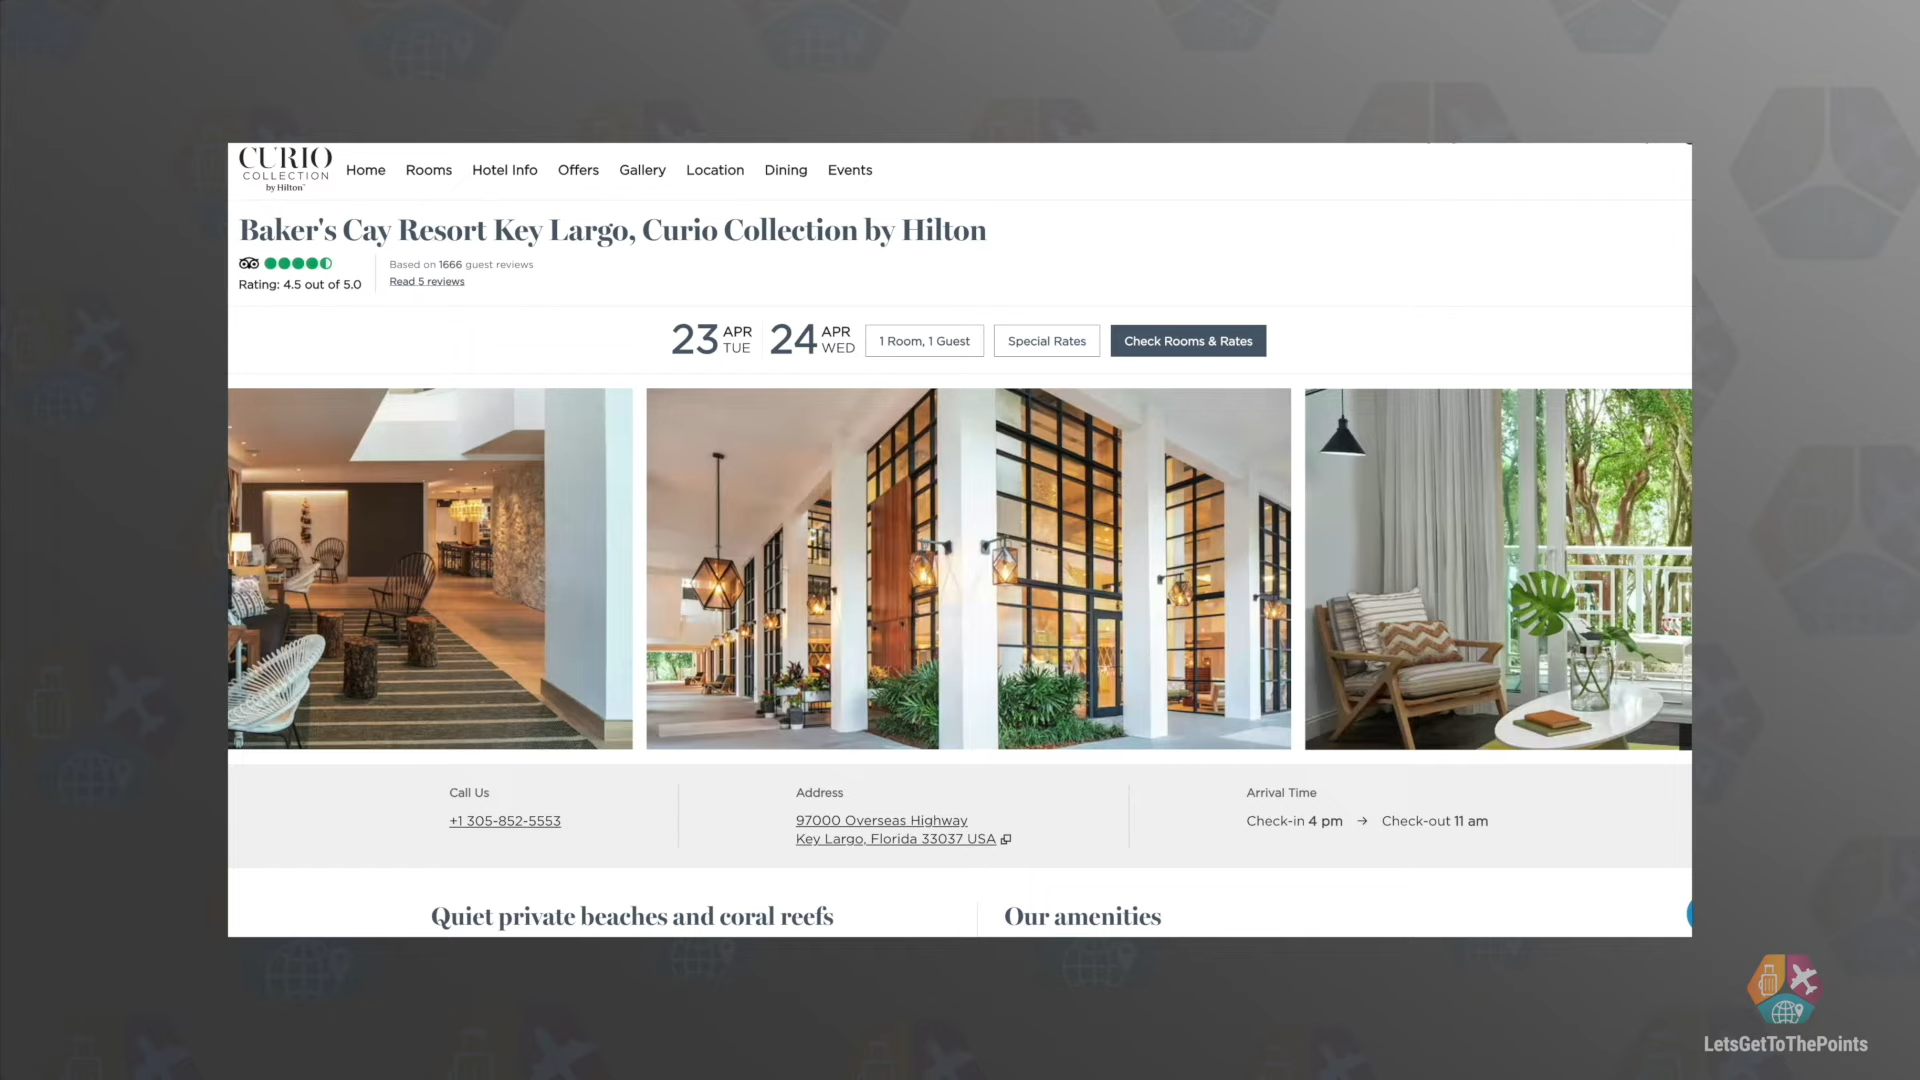 CURIO
COLLECTION
by Hilton™
Home Rooms Hotel Info Offers Gallery Location Dining Events
Baker's Cay Resort Key Largo, Curio Collection by Hilton
Rating: 4.5 out of 5.0
Based on 1666 guest reviews
Read 5 reviews
23 APR TUE
24 APR WED
1 Room, 1 Guest
Special Rates
Check Rooms & Rates
Call Us
+1 305-852-5553
Address
97000 Overseas Highway
Key Largo, Florida 33037 USA
Arrival Time
Check-in 4 pm → Check-out 11 am
Quiet private beaches and coral reefs
Our amenities
LetsGetToThePoints